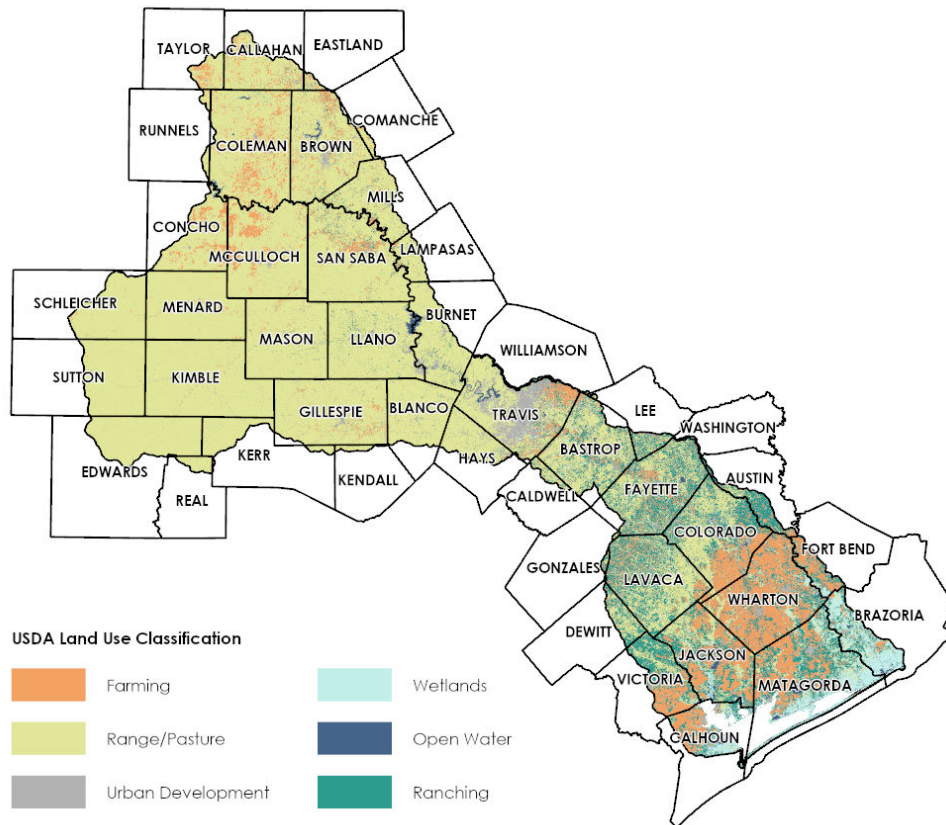 TAYLOR
CALLAHAN
EASTLAND
RUNNELS
COLEMAN
BROWN
COMANCHE
MILLS
CONCHO
MCCULLOCH
SAN SABA
LAMPASAS
SCHLEICHER
MENARD
MASON
LLANO
BURNET
WILLIAMSON
SUTTON
KIMBLE
GILLESPIE
BLANCO
TRAVIS
LEE
WASHINGTON
EDWARDS
KERR
REAL
KENDALL
HAYS
BASTROP
CALDWELL
FAYETTE
AUSTIN
COLORADO
GONZALES
LAVACA
FORT BEND
WHARTON
BRAZORIA
DEWITT
JACKSON
VICTORIA
MATAGORDA
CALHOUN
USDA Land Use Classification
Farming
Wetlands
Range/Pasture
Open Water
Urban Development
Ranching